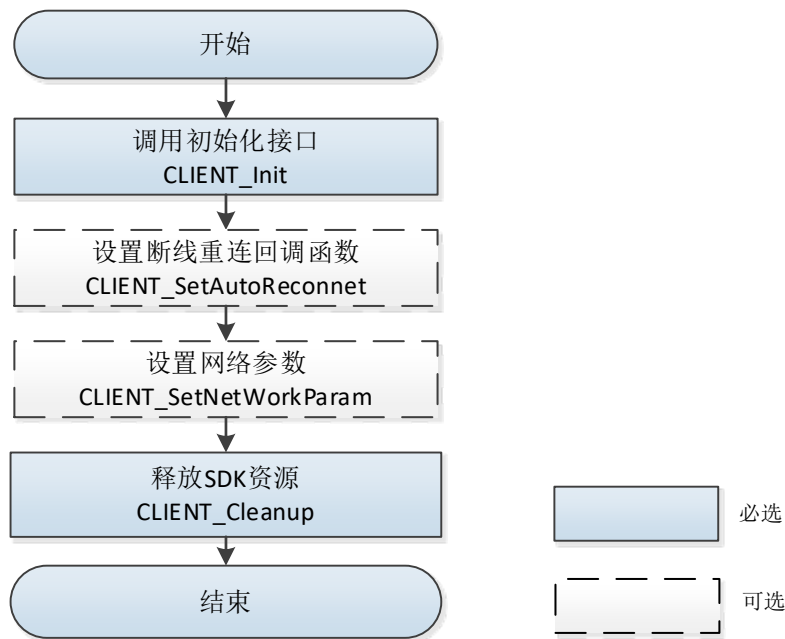 开始
调用初始化接口
CLIENT_Init
设置断线重连回调函数
CLIENT_SetAutoReconnet
设置网络参数
CLIENT_SetNetWorkParam
释放SDK资源
CLIENT_Cleanup
结束
必选
可选